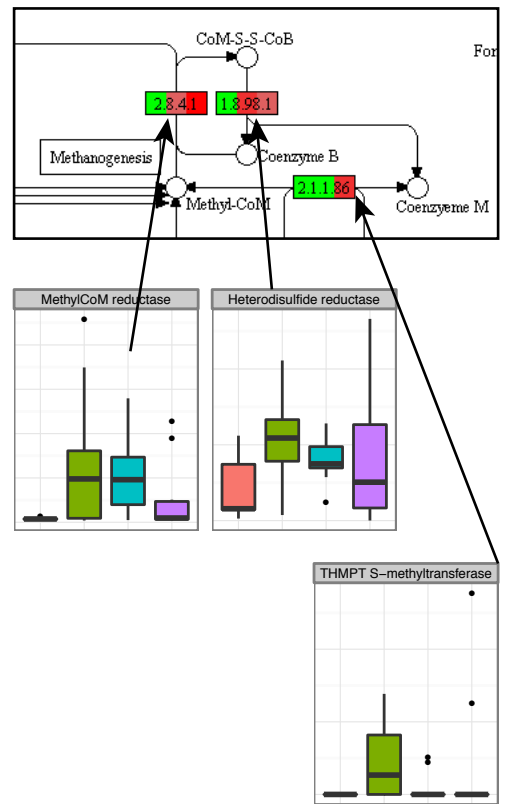 CoM-S-S-CoB
For
2.8.4.1
1.8.98.1
Methanogenesis
Coenzyme B
2.1.1.86
Methyl-CoM
Coenzyeme M
MethylCoM reductase
Heterodisulfide reductase
THMPT S−methyltransferase